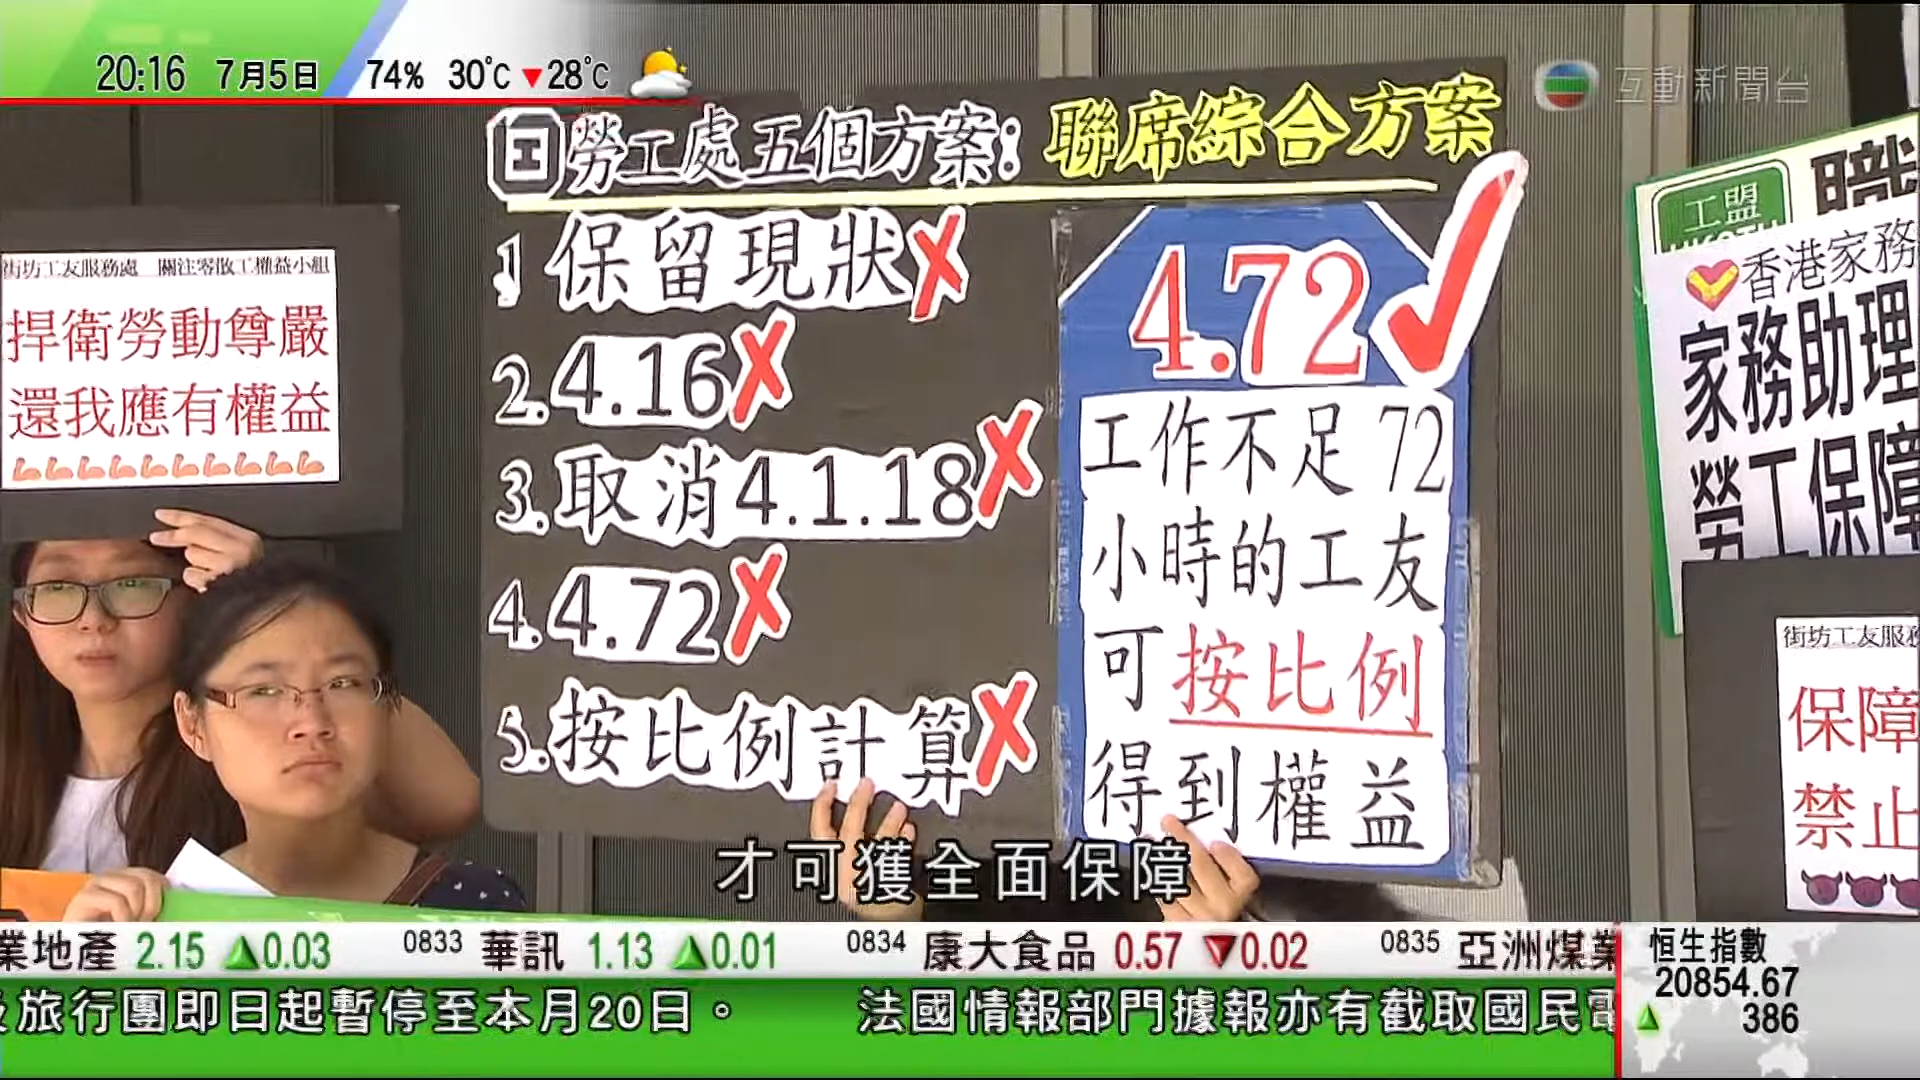 20:16 7月5日 74% 30°C ▼28°C
互動新聞台
勞工處五個方案：聯席綜合方案
1 保留現狀 ✗
2. 4.16 ✗
3. 取消4.1.18 ✗
4. 4.72 ✗
5. 按比例計算 ✗
4.72 ✓
工作不足72
小時的工友
可按比例
得到權益
街坊工友服務處 關注零散工權益小組
捍衛勞動尊嚴
還我應有權益
工盟
職
香港家務
家務助理
勞工保障
街坊工友服務
保障
禁止
才可獲全面保障
業地產 2.15 ▲0.03 0833 華訊 1.13 ▲0.01 0834 康大食品 0.57 ▼0.02 0835 亞洲煤業
旅行團即日起暫停至本月20日。 法國情報部門據報亦有截取國民電
恒生指數
20854.67
▲ 386